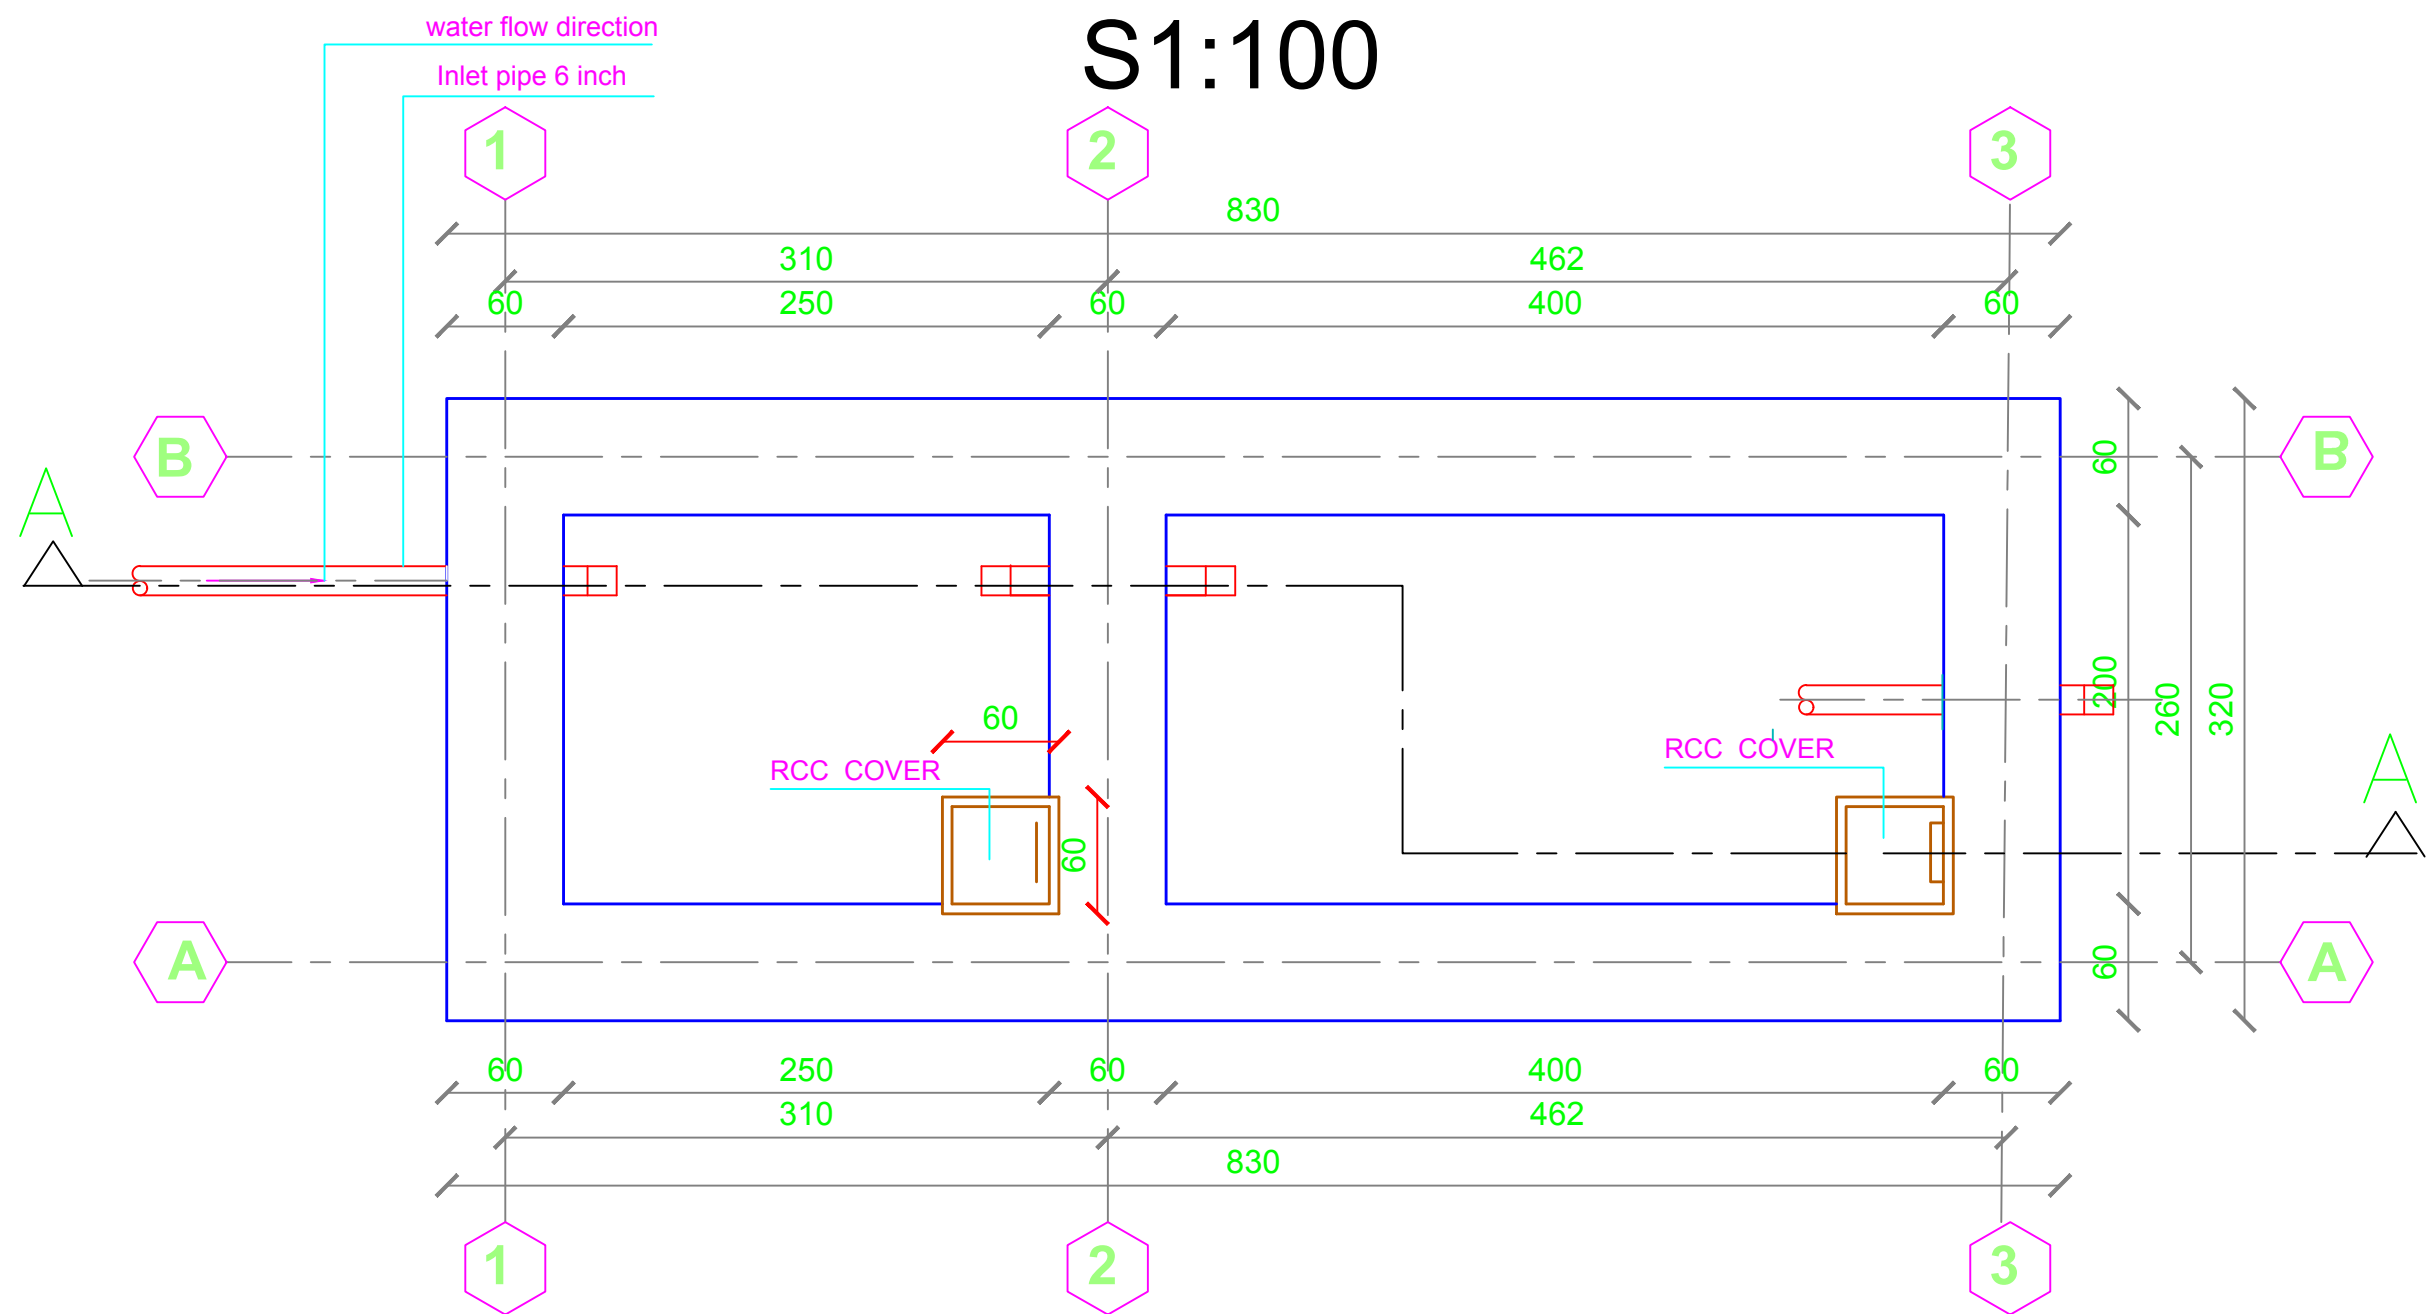 water flow direction
S1:100
Inlet pipe 6 inch
1 2 3
830
310 462
60 250 60 400 60
B 60 B
A
200 260 320
60
RCC COVER RCC COVER
A
60
A 60 A
60 250 60 400 60
310 462
830
1 2 3